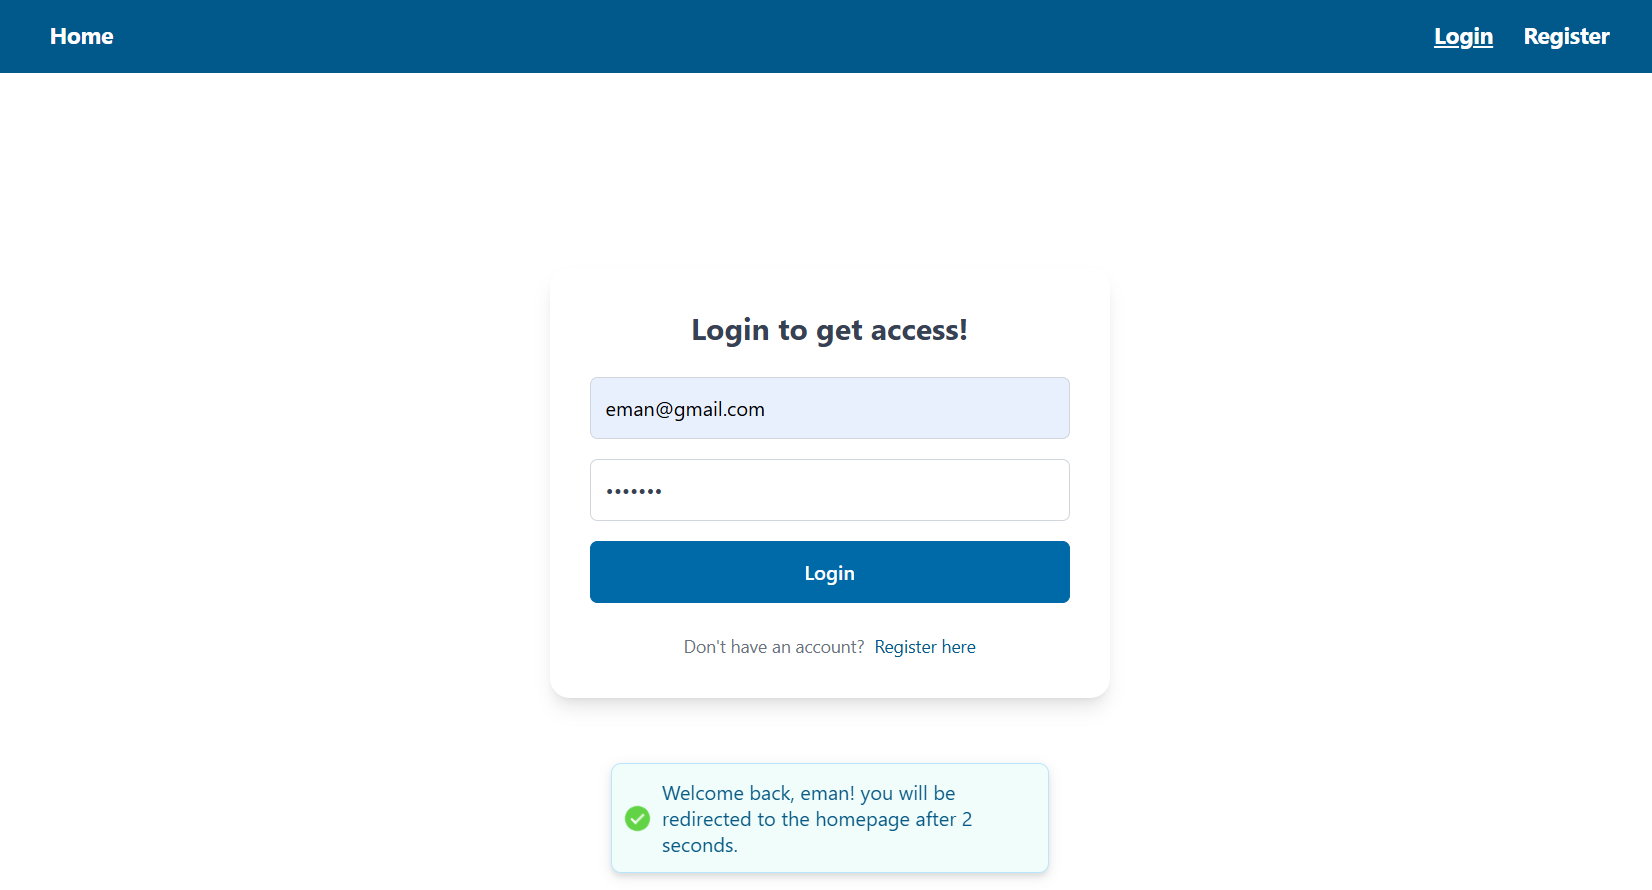 Home
Login
Register
Login to get access!
eman@gmail.com
•••••••
Login
Don't have an account? Register here
Welcome back, eman! you will be
redirected to the homepage after 2
seconds.